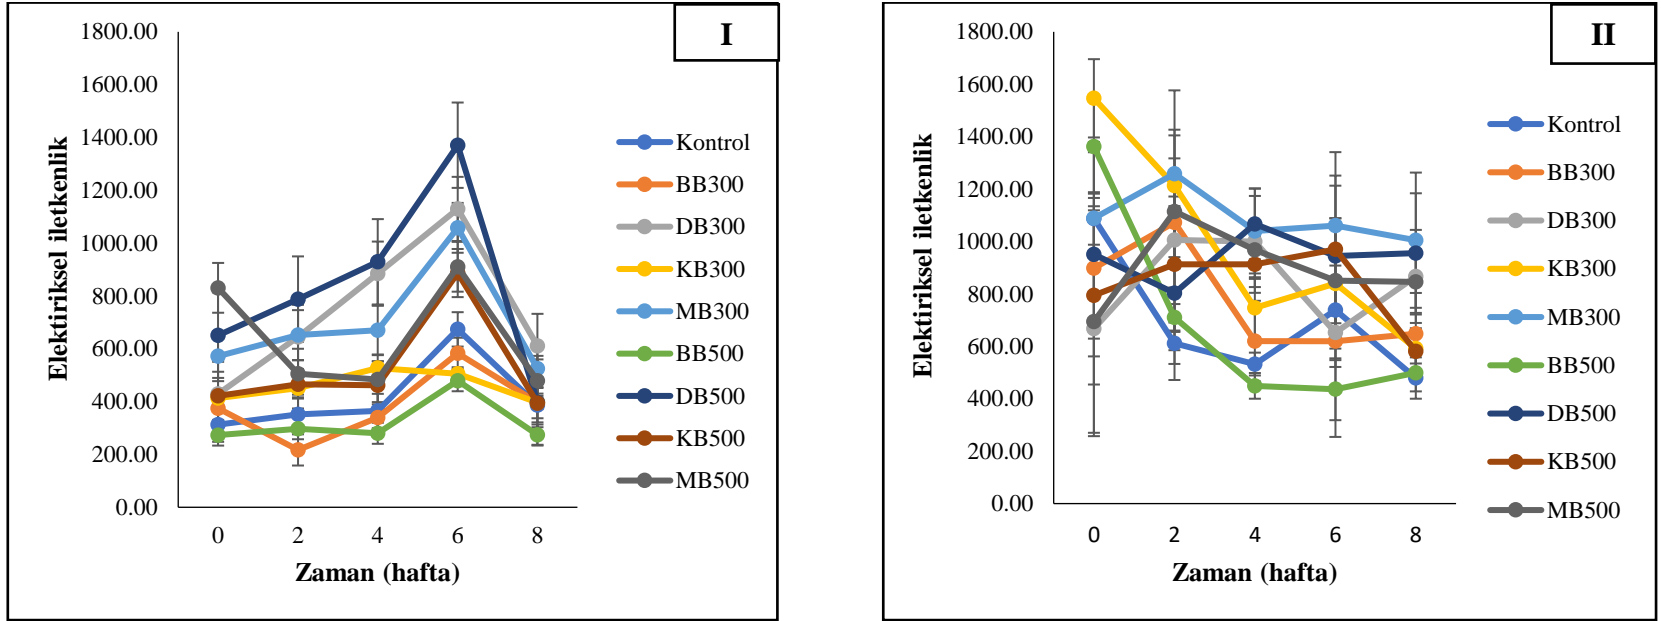 I
Elektiriksel iletkenlik
1800.00
1600.00
1400.00
1200.00
1000.00
800.00
600.00
400.00
200.00
0.00
0 2 4 6 8
Zaman (hafta)
Kontrol
BB300
DB300
KB300
MB300
BB500
DB500
KB500
MB500
II
Elektiriksel iletkenlik
1800.00
1600.00
1400.00
1200.00
1000.00
800.00
600.00
400.00
200.00
0.00
0 2 4 6 8
Zaman (hafta)
Kontrol
BB300
DB300
KB300
MB300
BB500
DB500
KB500
MB500